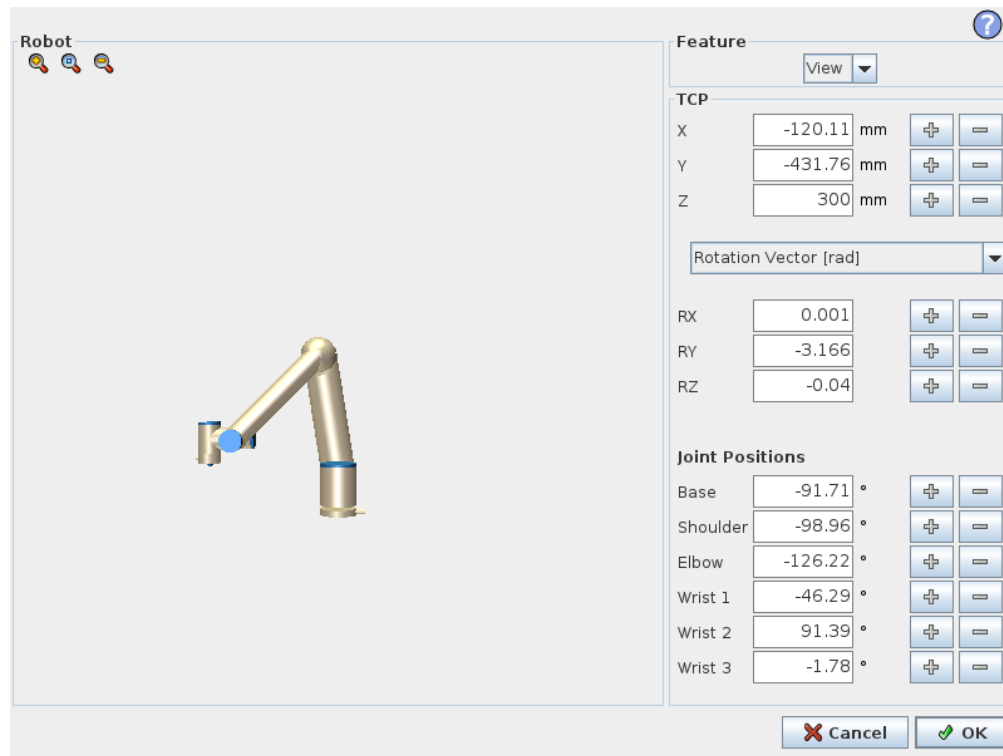 Robot
Feature
View
TCP
X -120.11 mm
Y -431.76 mm
Z 300 mm
Rotation Vector [rad]
RX 0.001
RY -3.166
RZ -0.04
Joint Positions
Base -91.71 °
Shoulder -98.96 °
Elbow -126.22 °
Wrist 1 -46.29 °
Wrist 2 91.39 °
Wrist 3 -1.78 °
Cancel OK